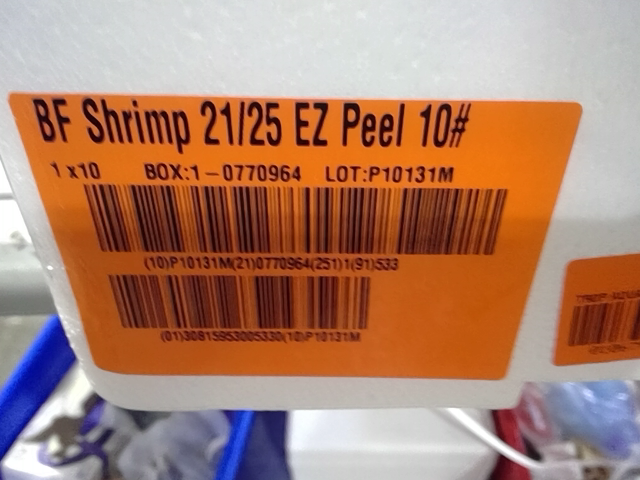 BF Shrimp 21/25 EZ Peel 10#
1 x10 BOX:1-0770964 LOT:P10131M
(10)P10131M(21)0770964(251)1(91)533
(01)30815953005330(10)P10131M